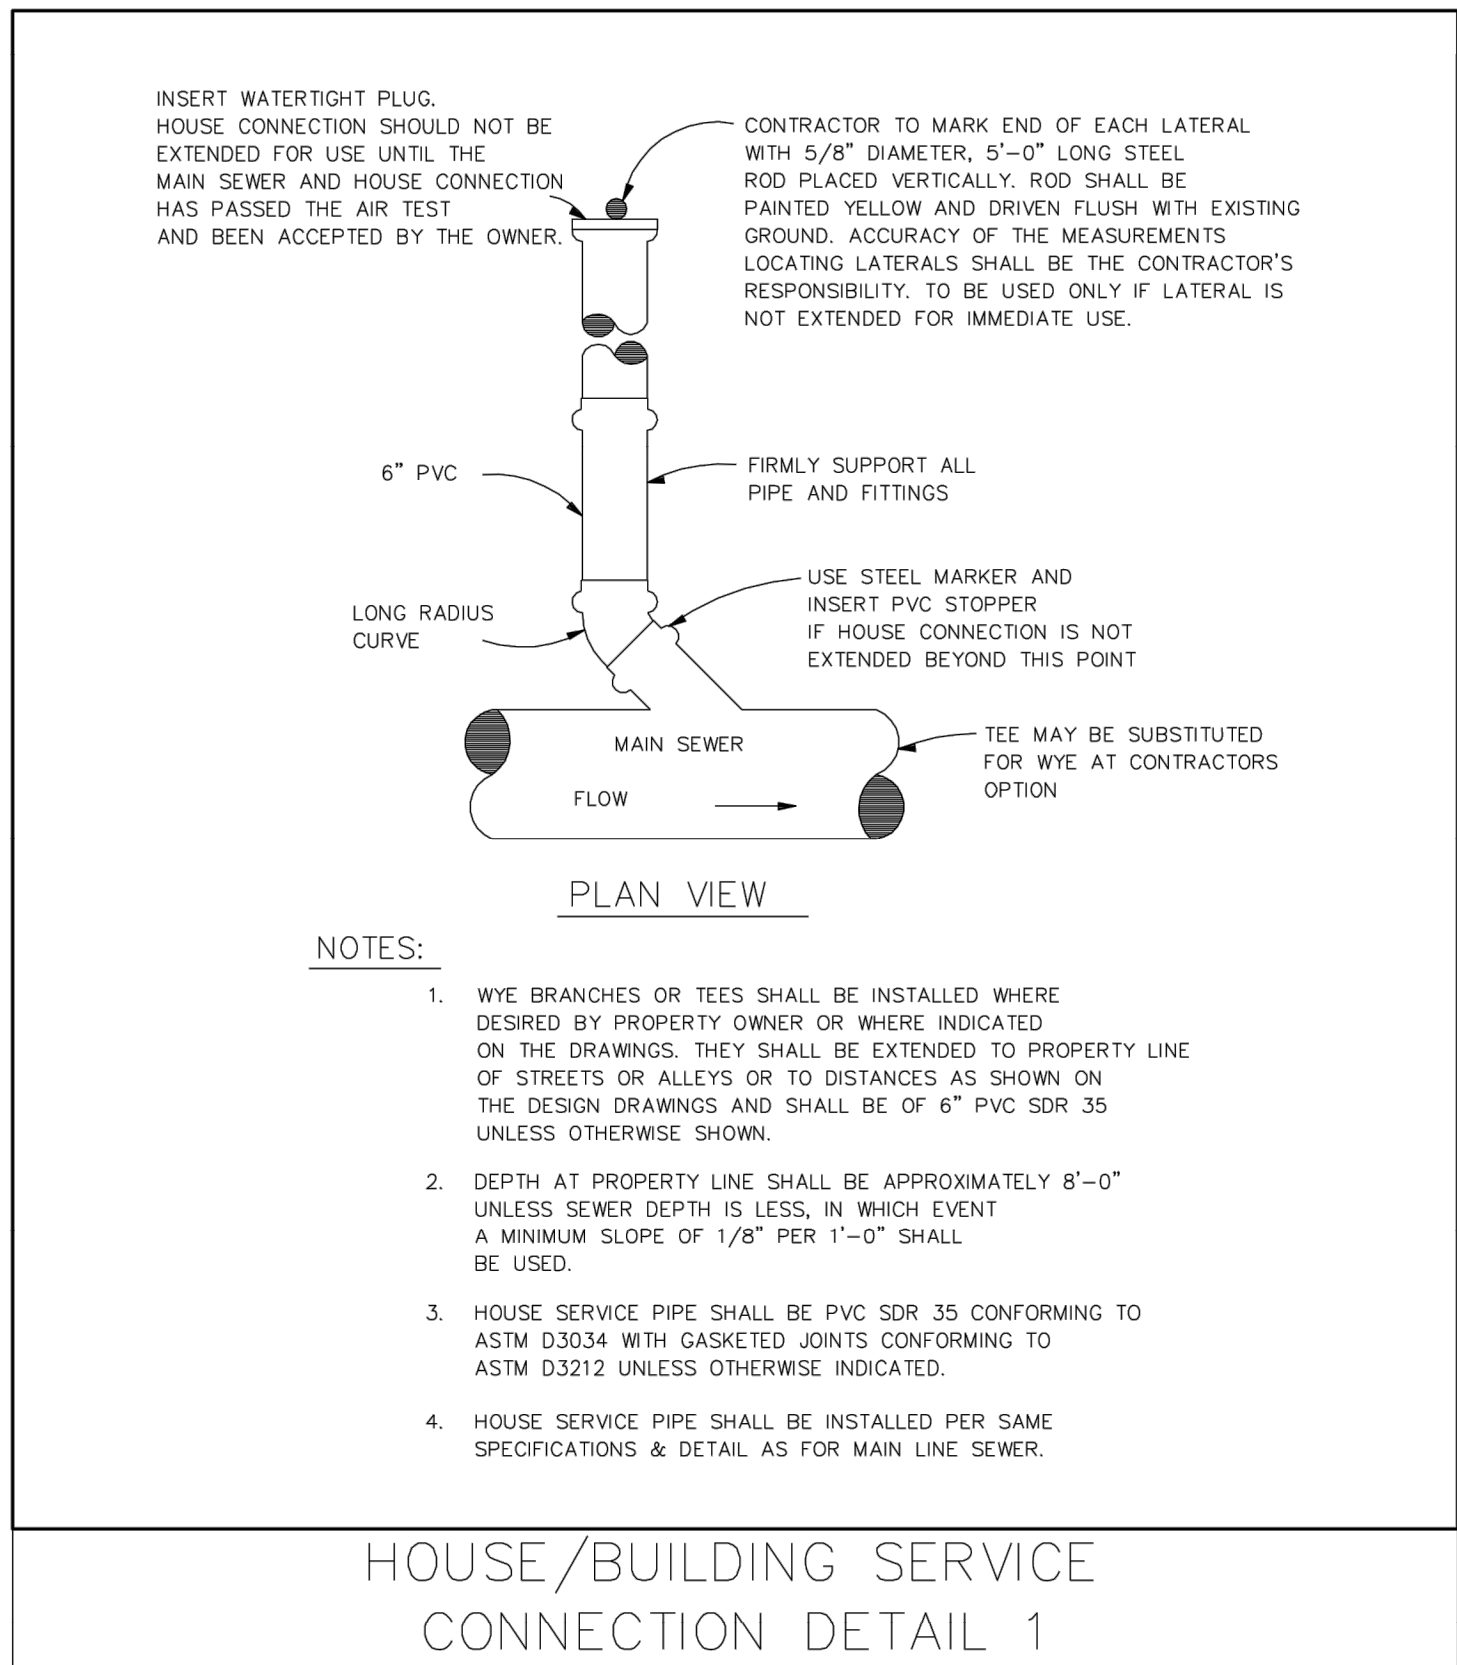 INSERT WATERTIGHT PLUG.
HOUSE CONNECTION SHOULD NOT BE
EXTENDED FOR USE UNTIL THE
MAIN SEWER AND HOUSE CONNECTION
HAS PASSED THE AIR TEST
AND BEEN ACCEPTED BY THE OWNER.
CONTRACTOR TO MARK END OF EACH LATERAL
WITH 5/8" DIAMETER, 5'-0" LONG STEEL
ROD PLACED VERTICALLY. ROD SHALL BE
PAINTED YELLOW AND DRIVEN FLUSH WITH EXISTING
GROUND. ACCURACY OF THE MEASUREMENTS
LOCATING LATERALS SHALL BE THE CONTRACTOR'S
RESPONSIBILITY. TO BE USED ONLY IF LATERAL IS
NOT EXTENDED FOR IMMEDIATE USE.
6" PVC
FIRMLY SUPPORT ALL
PIPE AND FITTINGS
LONG RADIUS
CURVE
USE STEEL MARKER AND
INSERT PVC STOPPER
IF HOUSE CONNECTION IS NOT
EXTENDED BEYOND THIS POINT
MAIN SEWER
FLOW
TEE MAY BE SUBSTITUTED
FOR WYE AT CONTRACTORS
OPTION
PLAN VIEW
NOTES:
1. WYE BRANCHES OR TEES SHALL BE INSTALLED WHERE
DESIRED BY PROPERTY OWNER OR WHERE INDICATED
ON THE DRAWINGS. THEY SHALL BE EXTENDED TO PROPERTY LINE
OF STREETS OR ALLEYS OR TO DISTANCES AS SHOWN ON
THE DESIGN DRAWINGS AND SHALL BE OF 6" PVC SDR 35
UNLESS OTHERWISE SHOWN.
2. DEPTH AT PROPERTY LINE SHALL BE APPROXIMATELY 8'-0"
UNLESS SEWER DEPTH IS LESS, IN WHICH EVENT
A MINIMUM SLOPE OF 1/8" PER 1'-0" SHALL
BE USED.
3. HOUSE SERVICE PIPE SHALL BE PVC SDR 35 CONFORMING TO
ASTM D3034 WITH GASKETED JOINTS CONFORMING TO
ASTM D3212 UNLESS OTHERWISE INDICATED.
4. HOUSE SERVICE PIPE SHALL BE INSTALLED PER SAME
SPECIFICATIONS & DETAIL AS FOR MAIN LINE SEWER.
HOUSE/BUILDING SERVICE
CONNECTION DETAIL 1